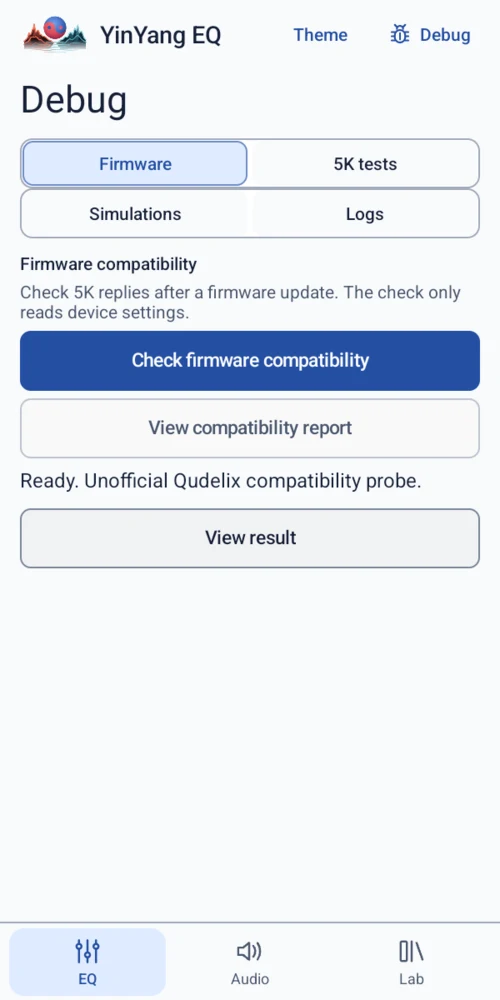 YinYang EQ
Theme
Debug
Debug
Firmware
5K tests
Simulations
Logs
Firmware compatibility
Check 5K replies after a firmware update. The check only
reads device settings.
Check firmware compatibility
View compatibility report
Ready. Unofficial Qudelix compatibility probe.
View result
EQ
Audio
Lab